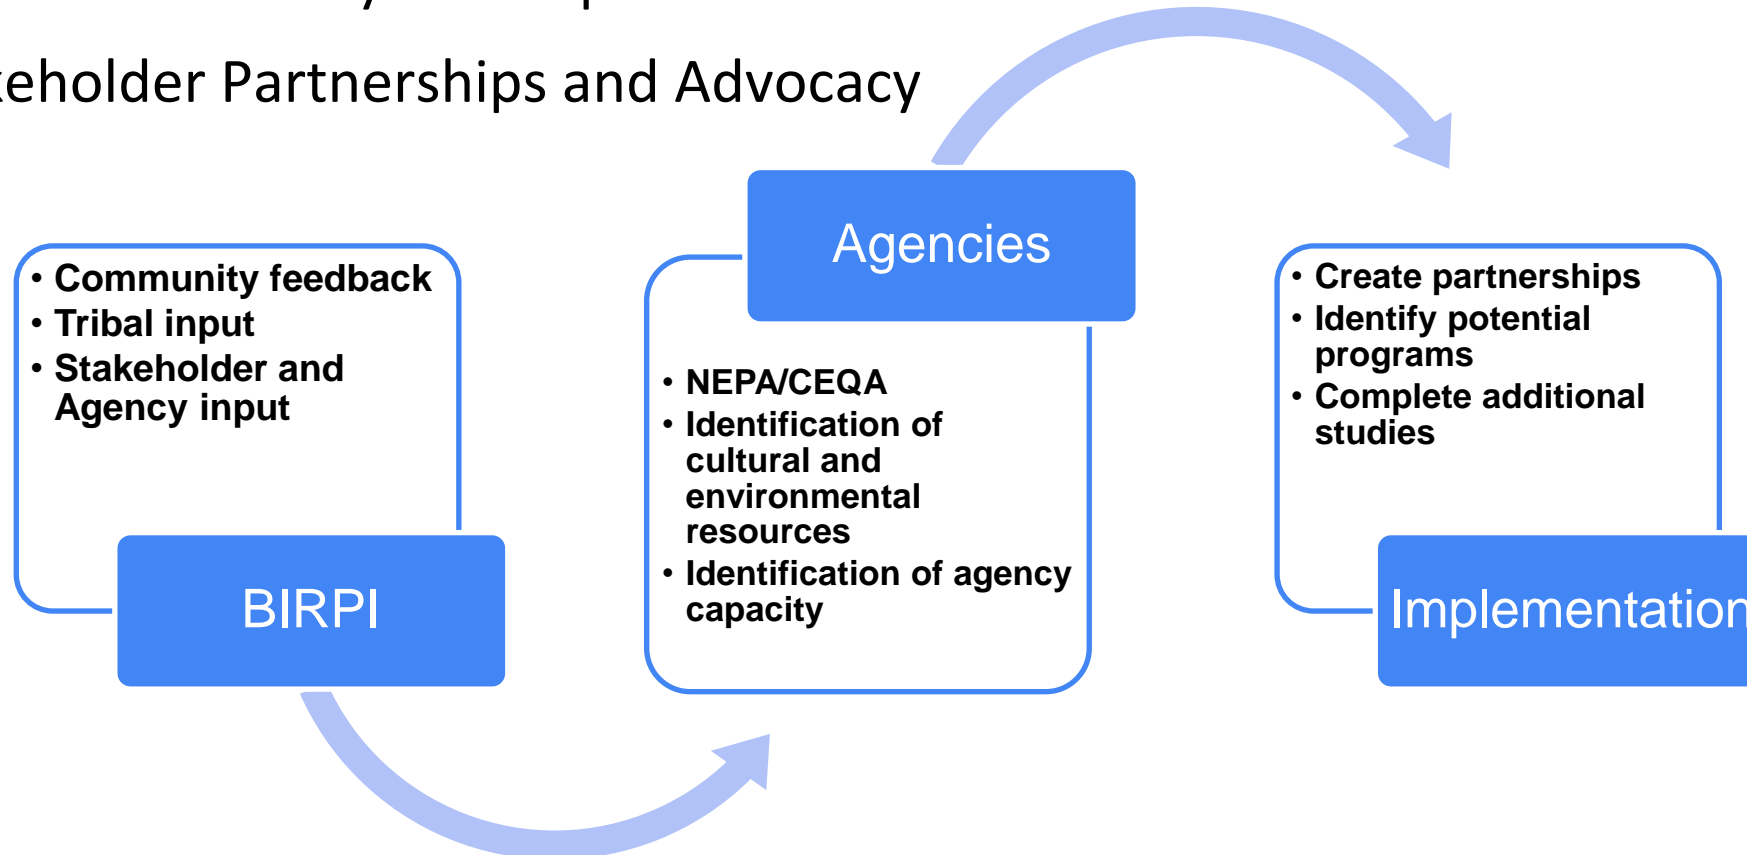 Partnerships and Advocacy
• Community feedback
• Tribal input
• Stakeholder and
Agency input
BIRPI
Agencies
• NEPA/CEQA
• Identification of
cultural and
environmental
resources
• Identification of agency
capacity
• Create partnerships
• Identify potential
programs
• Complete additional
studies
Implementation